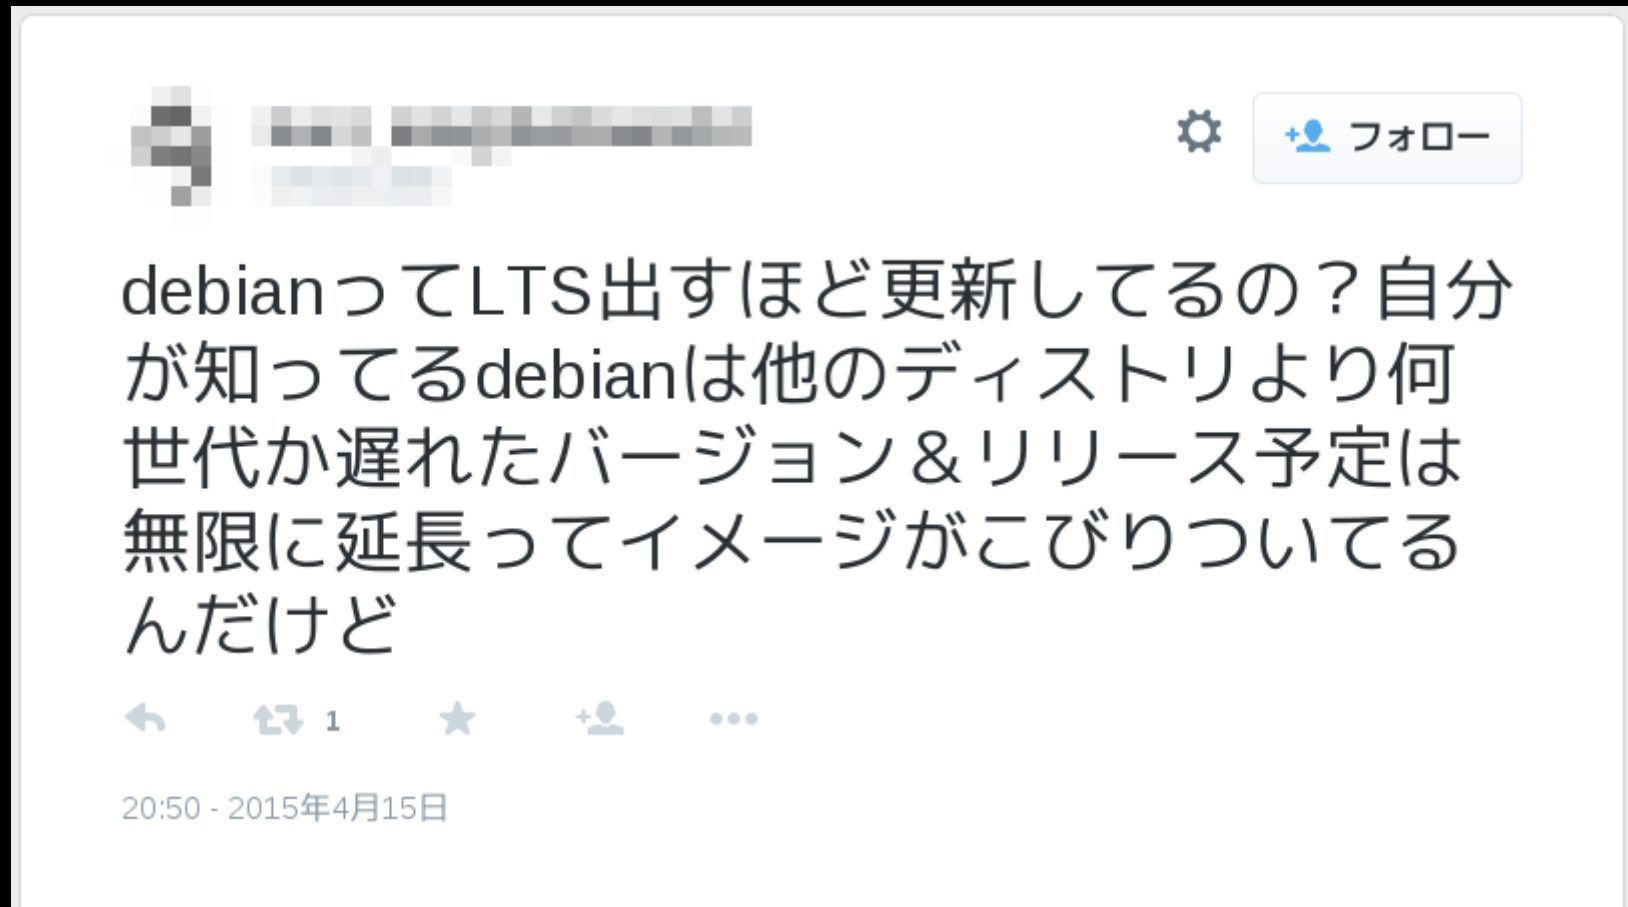 フォロー
debianってLTS出すほど更新してるの？自分
が知ってるdebianは他のディストリより何
世代か遅れたバージョン＆リリース予定は
無限に延長ってイメージがこびりついてる
んだけど
1
20:50 - 2015年4月15日